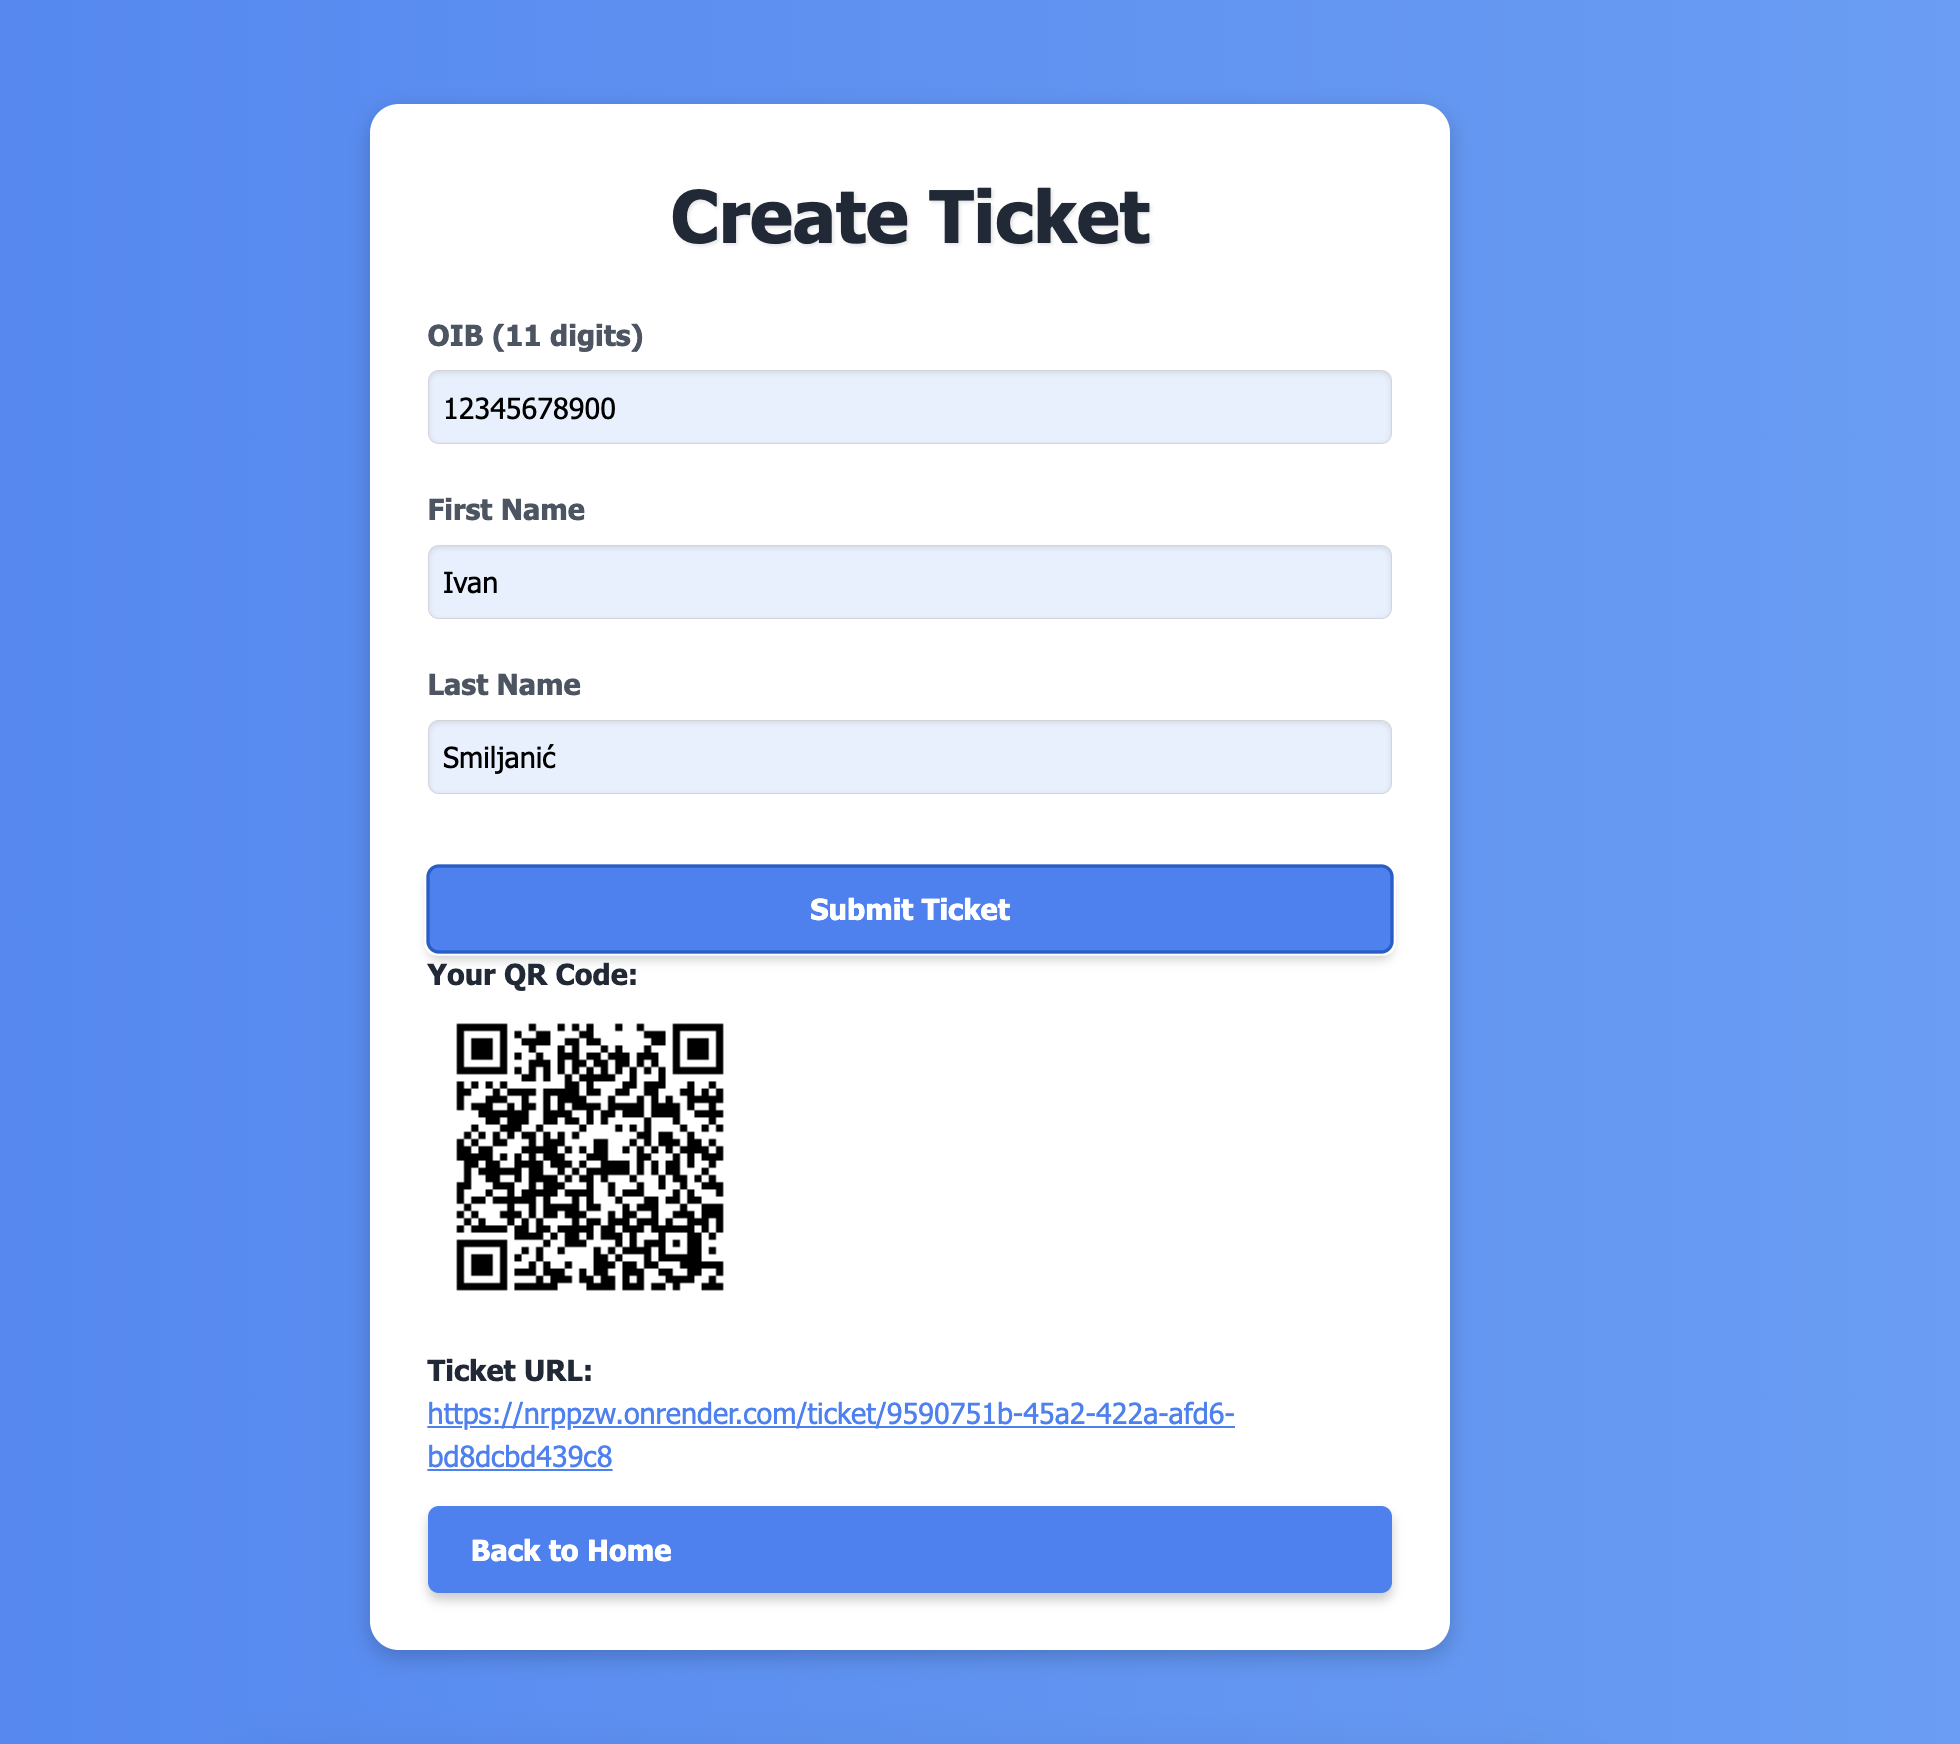 Create Ticket
OIB (11 digits)
12345678900
First Name
Ivan
Last Name
Smiljanić
Submit Ticket
Your QR Code:
Ticket URL:
https://nrppzw.onrender.com/ticket/9590751b-45a2-422a-afd6-
bd8dcbd439c8
Back to Home